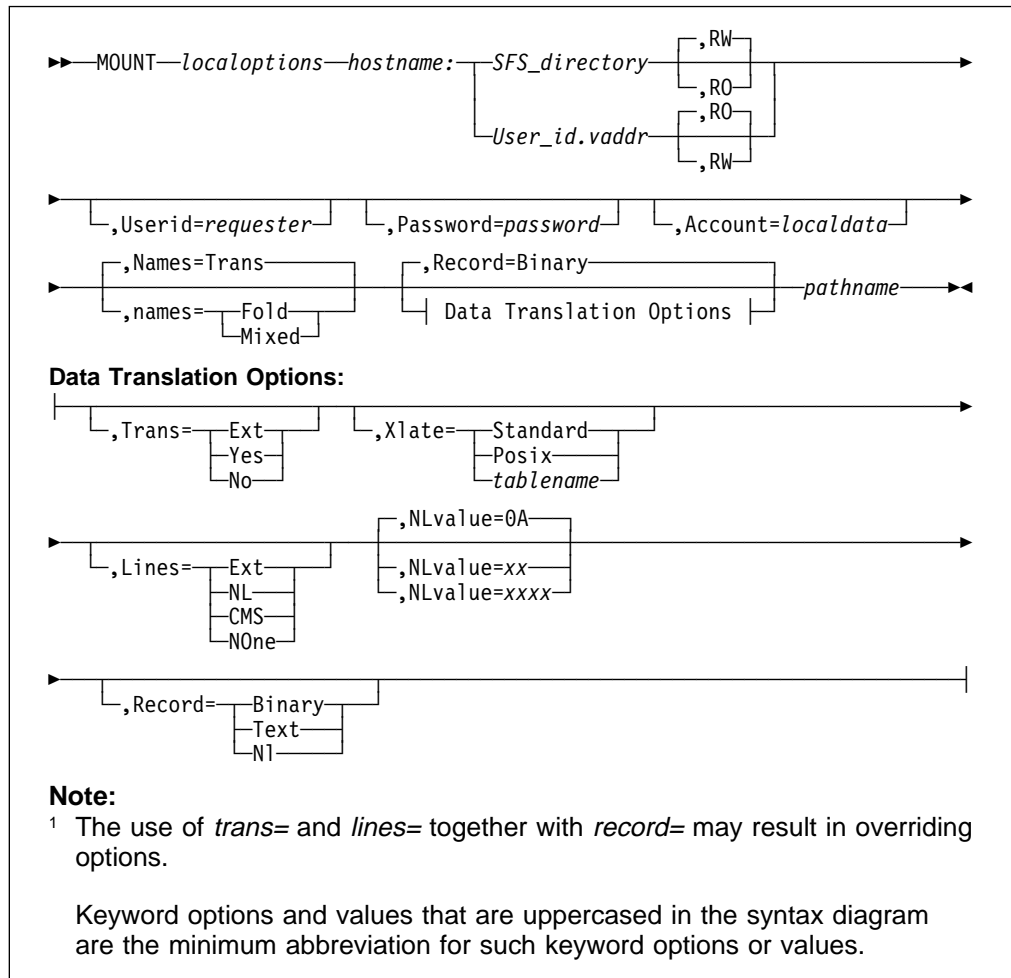 ,RW
MOUNT localoptions hostname: SFS_directory
,RO
,RO
User_id.vaddr
,RW
,Userid=requester ,Password=password ,Account=localdata
,Names=Trans ,Record=Binary
pathname
,names= Fold Data Translation Options
Mixed
Data Translation Options:
,Trans= Ext ,Xlate= Standard
Yes Posix
No tablename
,NLvalue=0A
,Lines= Ext ,NLvalue=xx
NL ,NLvalue=xxxx
CMS
NOne
,Record= Binary
Text
Nl
Note:
1 The use of trans= and lines= together with record= may result in overriding
options.
Keyword options and values that are uppercased in the syntax diagram
are the minimum abbreviation for such keyword options or values.